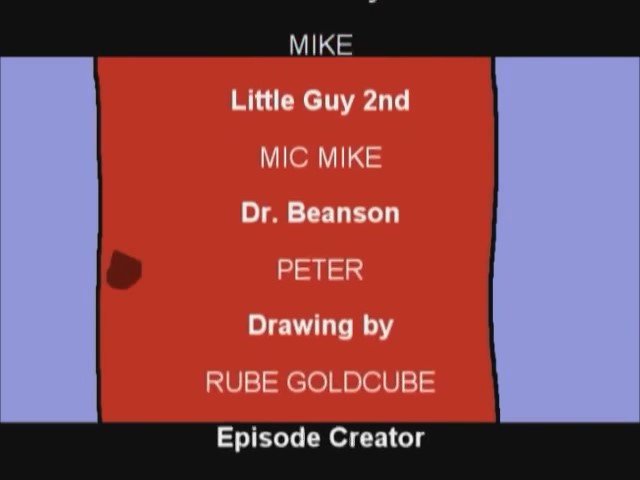 MIKE
Little Guy 2nd
MIC MIKE
Dr. Beanson
PETER
Drawing by
RUBE GOLDCUBE
Episode Creator